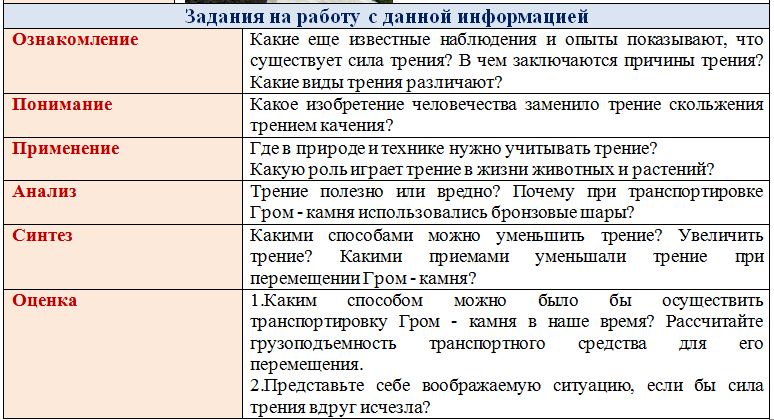 Задания на работу с данной информацией
Ознакомление
Какие еще известные наблюдения и опыты показывают, что
существует сила трения? В чем заключаются причины трения?
Какие виды трения различают?
Понимание
Какое изобретение человечества заменило трение скольжения
трением качения?
Применение
Где в природе и технике нужно учитывать трение?
Какую роль играет трение в жизни животных и растений?
Анализ
Трение полезно или вредно? Почему при транспортировке
Гром - камня использовались бронзовые шары?
Синтез
Какими способами можно уменьшить трение? Увеличить
трение? Какими приемами уменьшали трение при
перемещении Гром - камня?
Оценка
1.Каким способом можно было бы осуществить
транспортировку Гром - камня в наше время? Рассчитайте
грузоподъемность транспортного средства для его
перемещения.
2.Представьте себе воображаемую ситуацию, если бы сила
трения вдруг исчезла?